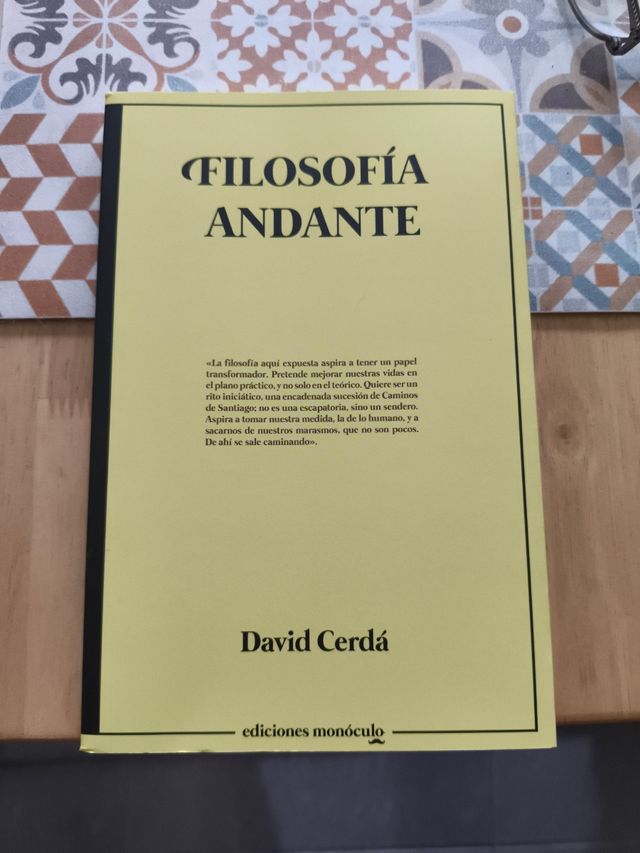 FILOSOFÍA
ANDANTE
«La filosofía aquí expuesta aspira a tener un papel
transformador. Pretende mejorar nuestras vidas en
el plano práctico, y no solo en el teórico. Quiere ser un
rito iniciático, una encadenada sucesión de Caminos
de Santiago; no es una escapatoria, sino un sendero.
Aspira a tomar nuestra medida, la de lo humano, y a
sacarnos de nuestros marasmos, que no son pocos.
De ahí se sale caminando».
David Cerdá
ediciones monóculo